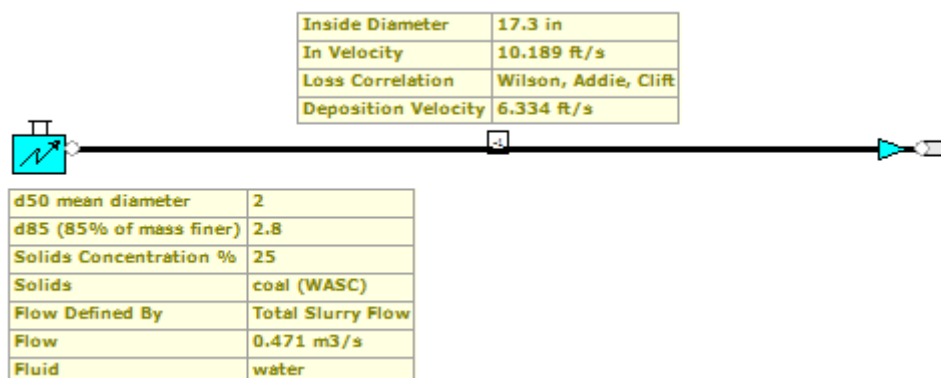 Inside Diameter 17.3 in
In Velocity 10.189 ft/s
Loss Correlation Wilson, Addie, Clift
Deposition Velocity 6.334 ft/s
-1
d50 mean diameter 2
d85 (85% of mass finer) 2.8
Solids Concentration % 25
Solids coal (WASC)
Flow Defined By Total Slurry Flow
Flow 0.471 m3/s
Fluid water